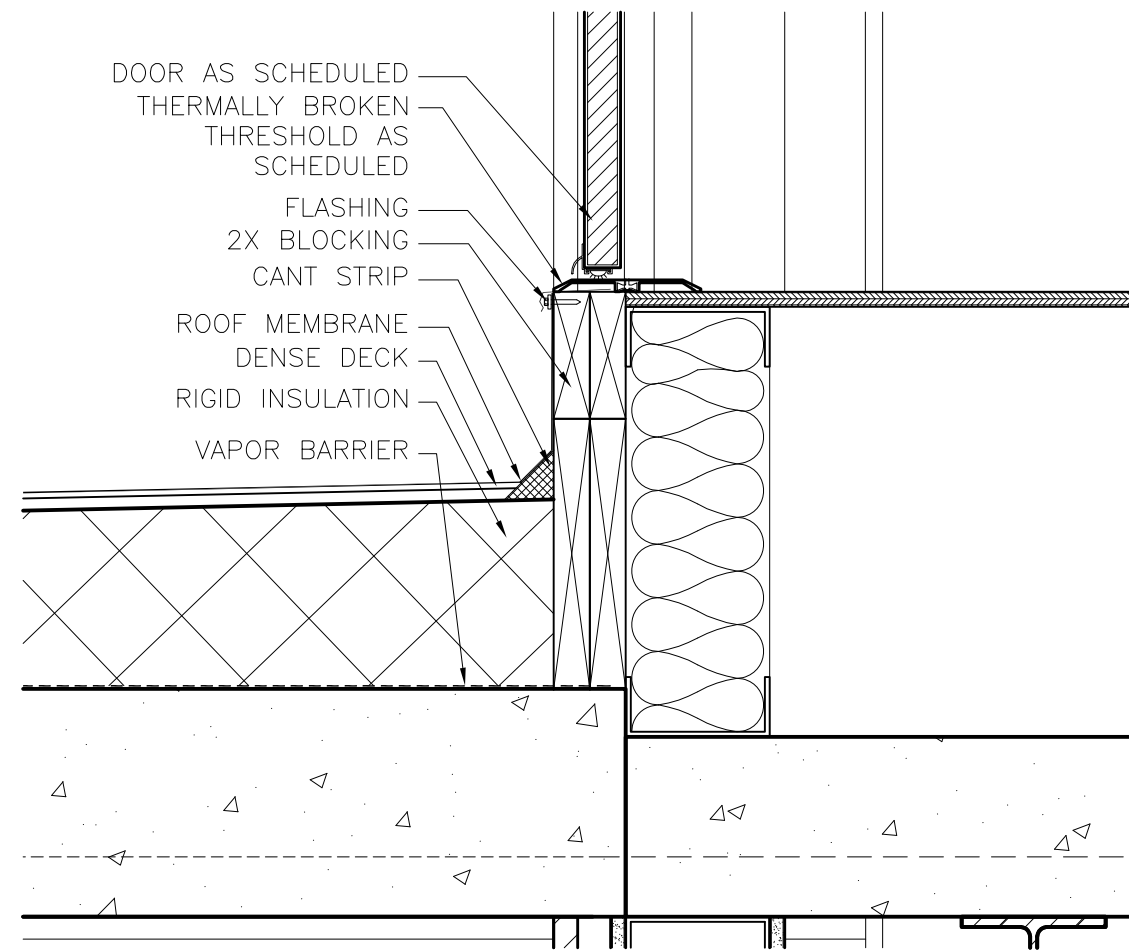 DOOR AS SCHEDULED
THERMALLY BROKEN
THRESHOLD AS
SCHEDULED
FLASHING
2X BLOCKING
CANT STRIP
ROOF MEMBRANE
DENSE DECK
RIGID INSULATION
VAPOR BARRIER